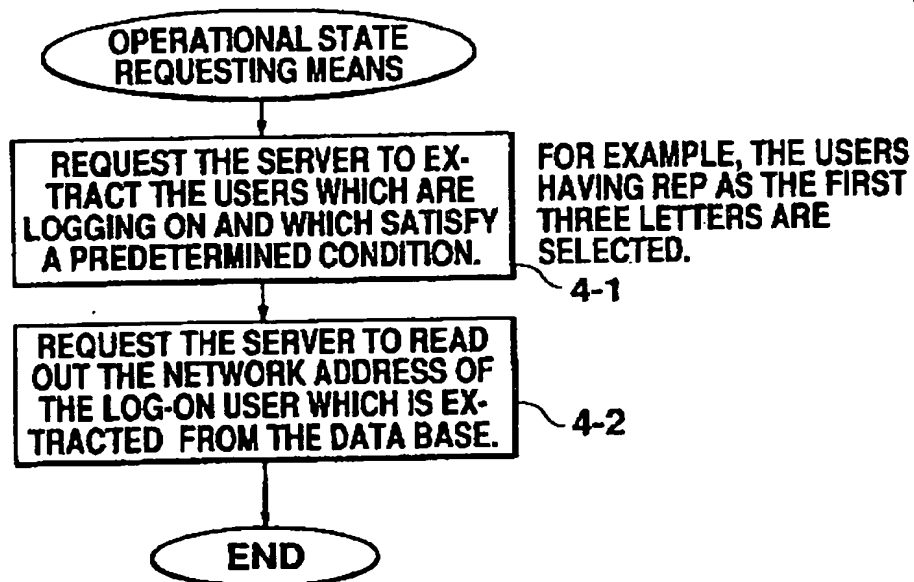 OPERATIONAL STATE
REQUESTING MEANS
REQUEST THE SERVER TO EX-
TRACT THE USERS WHICH ARE
LOGGING ON AND WHICH SATISFY
A PREDETERMINED CONDITION.
FOR EXAMPLE, THE USERS
HAVING REP AS THE FIRST
THREE LETTERS ARE
SELECTED.
4-1
REQUEST THE SERVER TO READ
OUT THE NETWORK ADDRESS OF
THE LOG-ON USER WHICH IS EX-
TRACTED FROM THE DATA BASE.
4-2
END